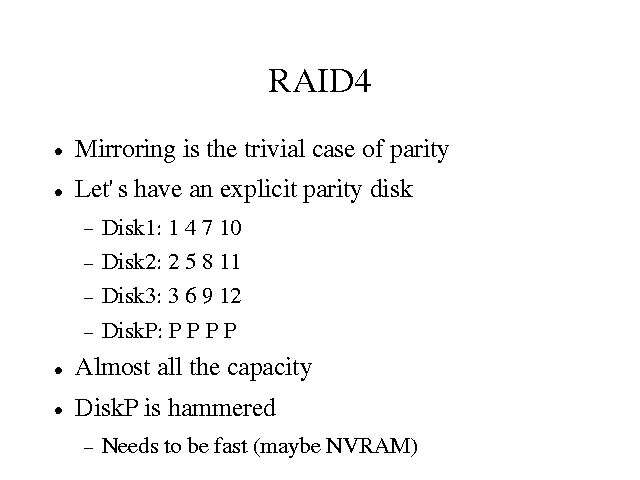 RAID4
• Mirroring is the trivial case of parity
• Let's have an explicit parity disk
– Disk1: 1 4 7 10
– Disk2: 2 5 8 11
– Disk3: 3 6 9 12
– DiskP: P P P P
• Almost all the capacity
• DiskP is hammered
– Needs to be fast (maybe NVRAM)